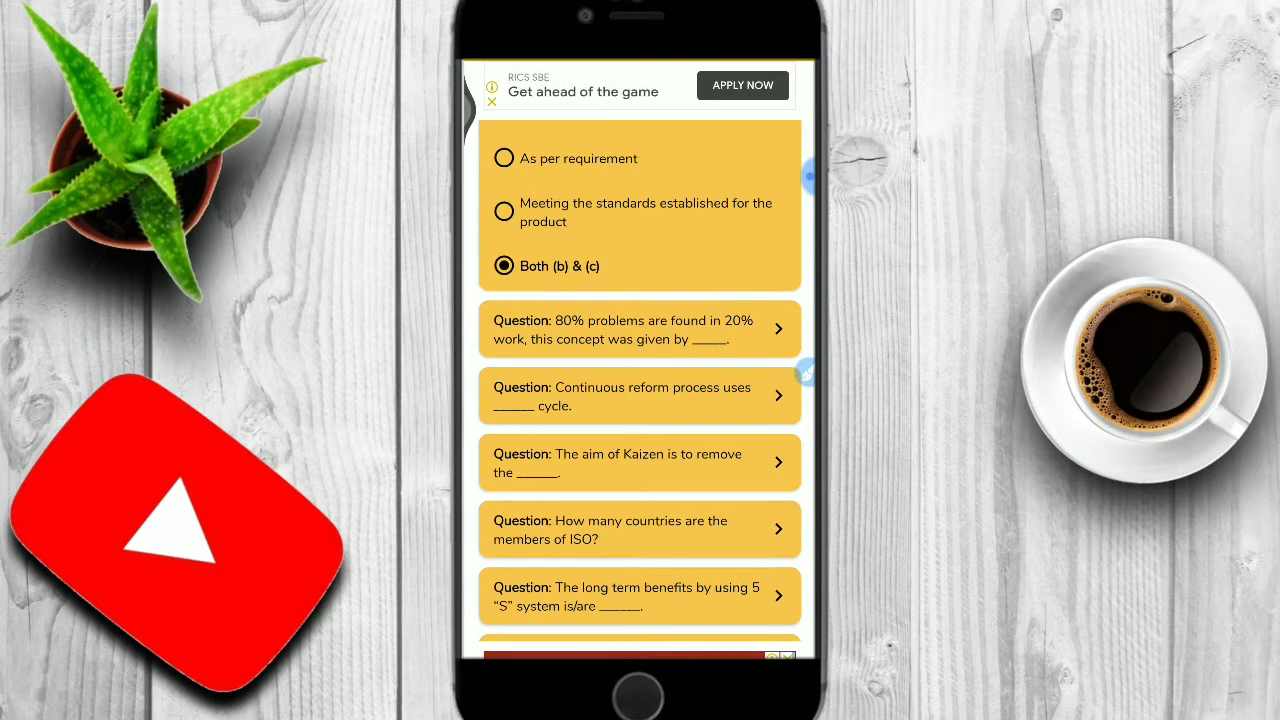 RICS SBE
Get ahead of the game
APPLY NOW
As per requirement
Meeting the standards established for the
product
Both (b) & (c)
Question: 80% problems are found in 20%
work, this concept was given by _____.
Question: Continuous reform process uses
______ cycle.
Question: The aim of Kaizen is to remove
the ______.
Question: How many countries are the
members of ISO?
Question: The long term benefits by using 5
“S” system is/are ______.